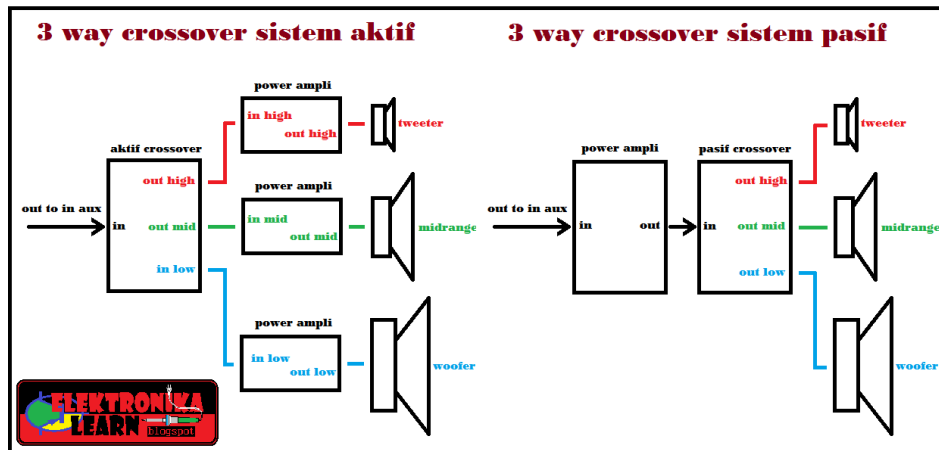 3 way crossover sistem aktif
power ampli
in high
out high
tweeter
aktif crossover
out high
out to in aux
in
out mid
in low
power ampli
in mid
out mid
midrange
power ampli
in low
out low
woofer
ELEKTRONIKA
LEARN
blogspot
3 way crossover sistem pasif
power ampli
out to in aux
in
out
pasif crossover
in
out high
out mid
out low
tweeter
midrange
woofer